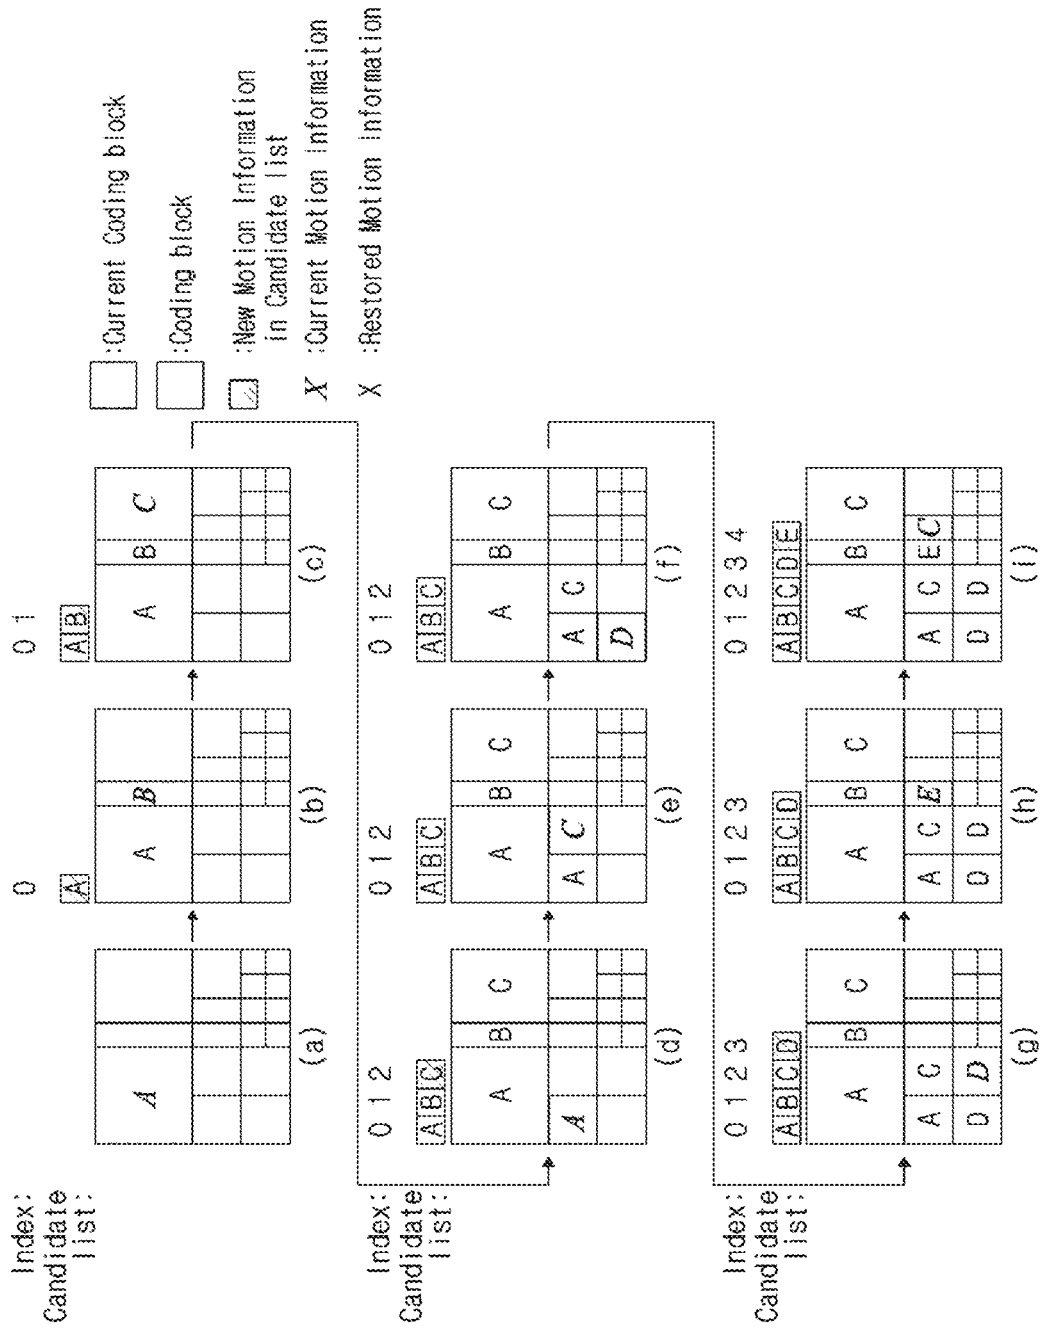 Index: 0 0 1
Candidate
list: A A B
A A B A B C
(a) (b) (c)
:Current Coding block
:Coding block
:New Motion Information
in Candidate list
X :Current Motion Information
X :Restored Motion Information
Index: 0 1 2 0 1 2 0 1 2
Candidate
list: A B C A B C A B C
A B C A B C A B C
A A C A C
D
(d) (e) (f)
Index: 0 1 2 3 0 1 2 3 0 1 2 3 4
Candidate
list: A B C D A B C D A B C D E
A B C A B C A B C
A C A C E A C E C
D D D D D D
(g) (h) (i)